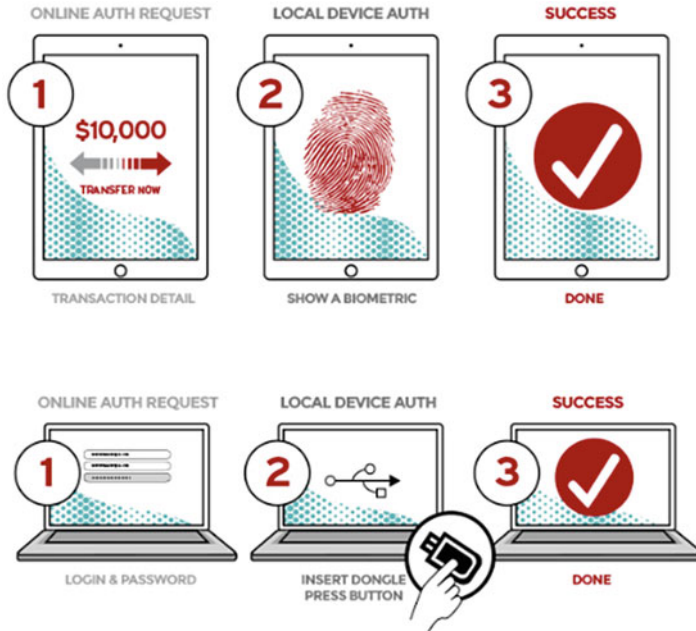 ONLINE AUTH REQUEST
LOCAL DEVICE AUTH
SUCCESS
1
2
3
$10,000
TRANSFER NOW
TRANSACTION DETAIL
SHOW A BIOMETRIC
DONE
ONLINE AUTH REQUEST
LOCAL DEVICE AUTH
SUCCESS
1
2
3
LOGIN & PASSWORD
INSERT DONGLE
PRESS BUTTON
DONE